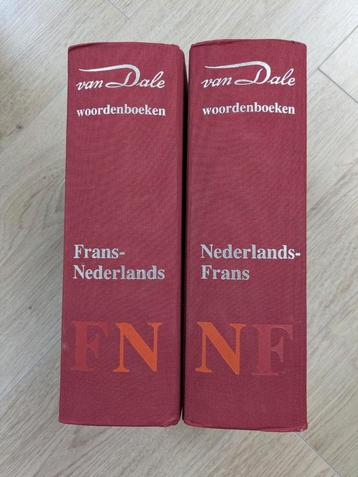 van Dale
woordenboeken
Frans-
Nederlands
FN
van Dale
woordenboeken
Nederlands-
Frans
NF